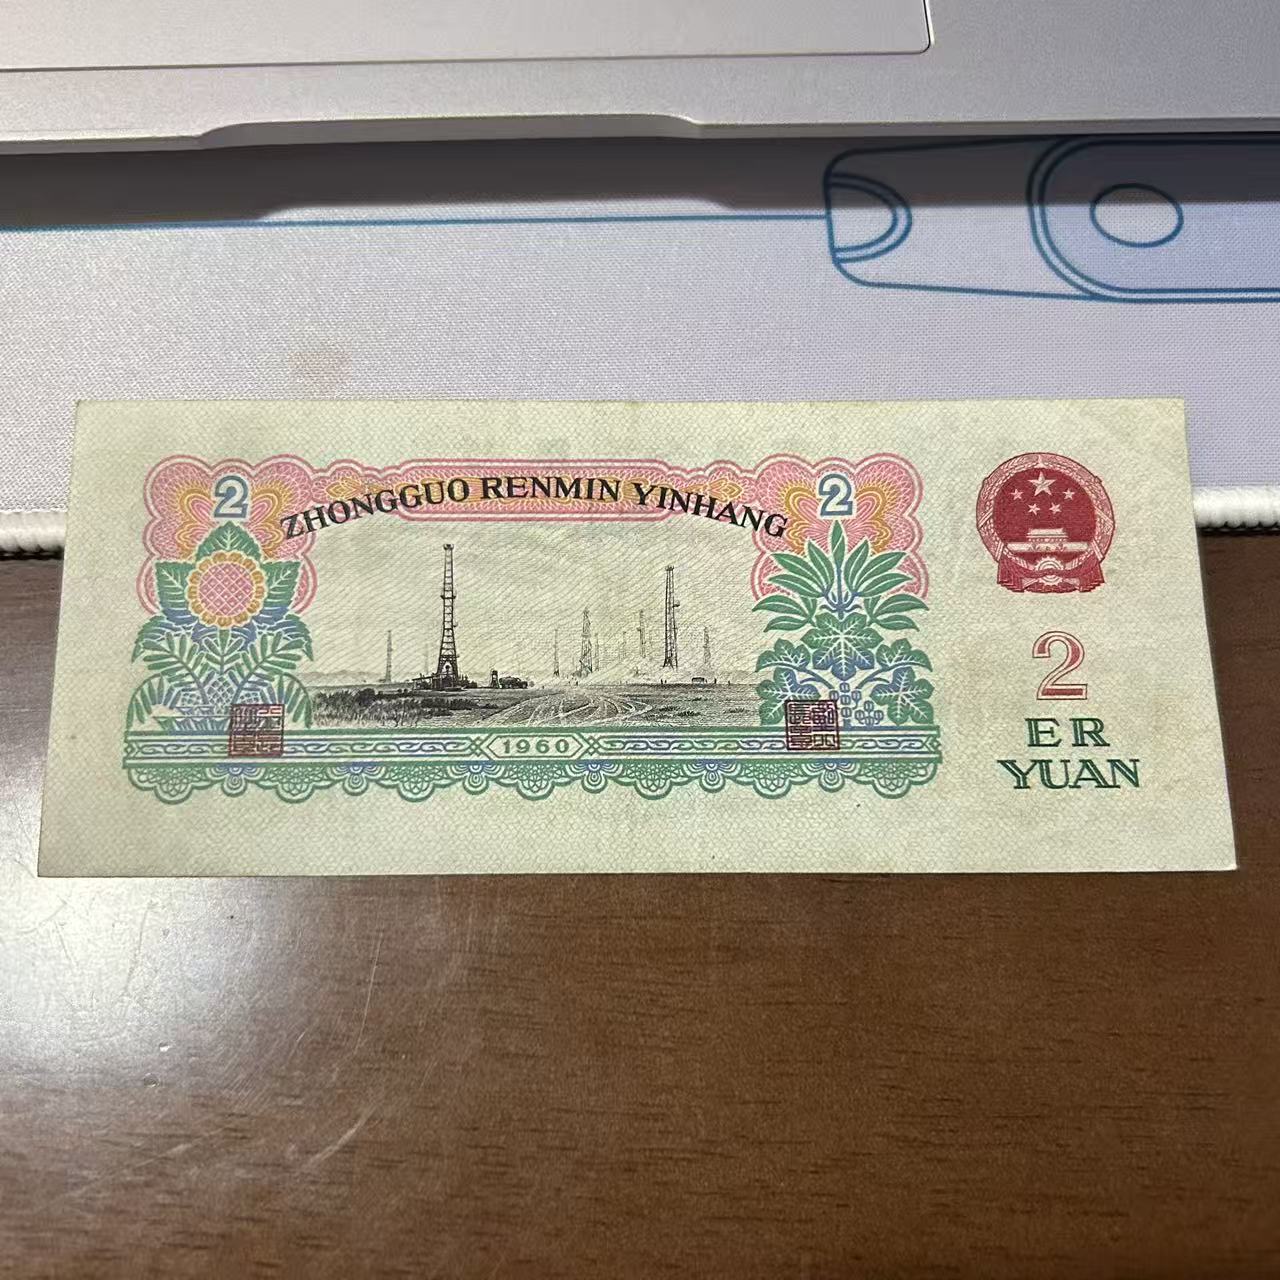 2
2
ZHONGGUO RENMIN YINHANG
1960
2
ER
YUAN